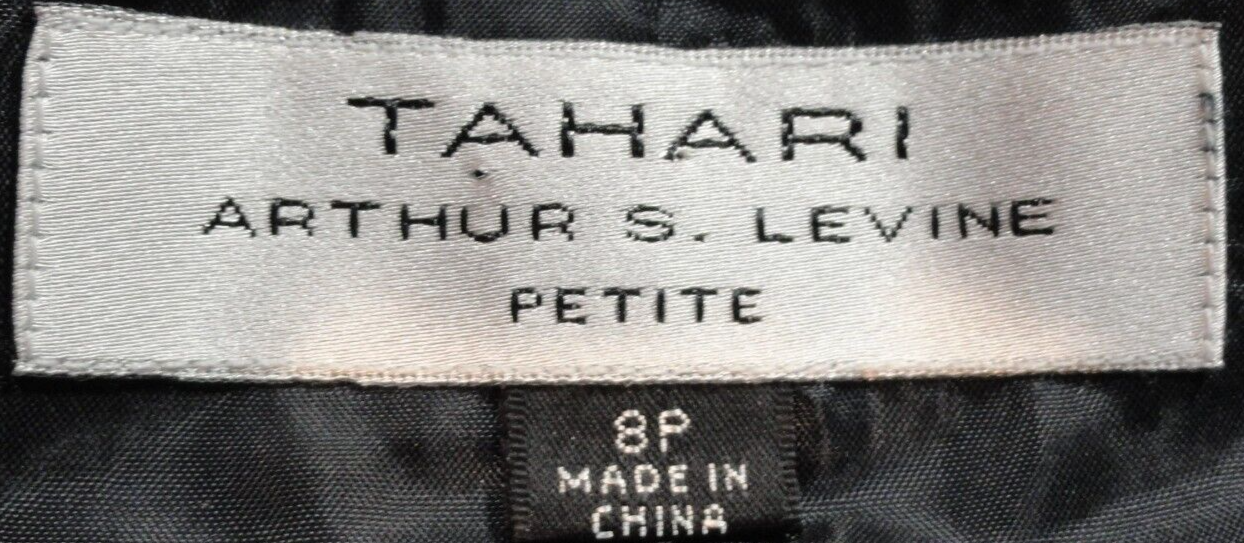 TAHARI
ARTHUR S. LEVINE
PETITE
8P
MADE IN
CHINA